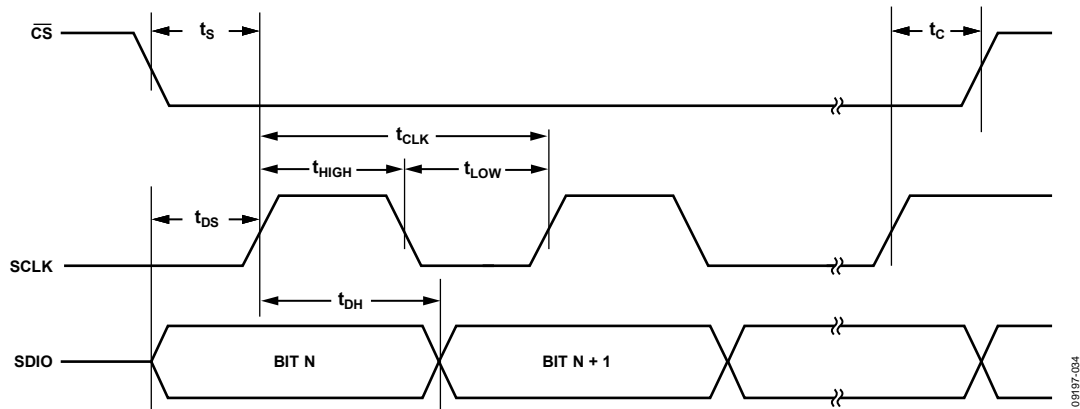 CS
tS
tC
tCLK
tHIGH
tLOW
tDS
SCLK
tDH
SDIO
BIT N
BIT N + 1
09197-034